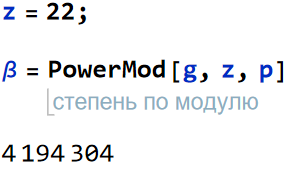 z = 22;
β = PowerMod[g, z, p]
степень по модулю
4 194 304